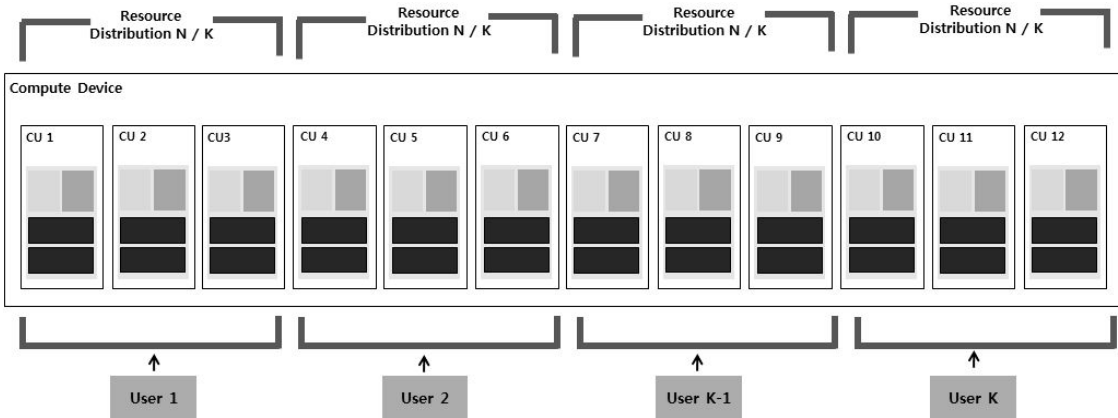 Resource
Distribution N / K
Resource
Distribution N / K
Resource
Distribution N / K
Resource
Distribution N / K
Compute Device
CU 1
CU 2
CU3
CU 4
CU 5
CU 6
CU 7
CU 8
CU 9
CU 10
CU 11
CU 12
User 1
User 2
User K-1
User K